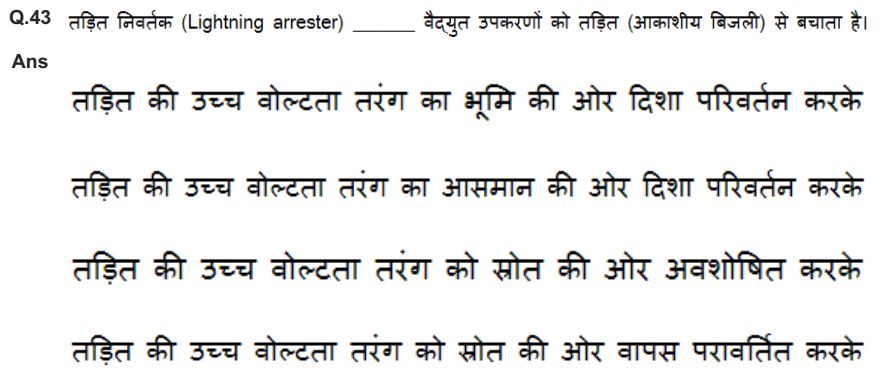 Q.43 तड़ित निवर्तक (Lightning arrester) _______ वैद्युत उपकरणों को तड़ित (आकाशीय बिजली) से बचाता है।
Ans
तड़ित की उच्च वोल्टता तरंग का भूमि की ओर दिशा परिवर्तन करके
तड़ित की उच्च वोल्टता तरंग का आसमान की ओर दिशा परिवर्तन करके
तड़ित की उच्च वोल्टता तरंग को स्रोत की ओर अवशोषित करके
तड़ित की उच्च वोल्टता तरंग को स्रोत की ओर वापस परावर्तित करके